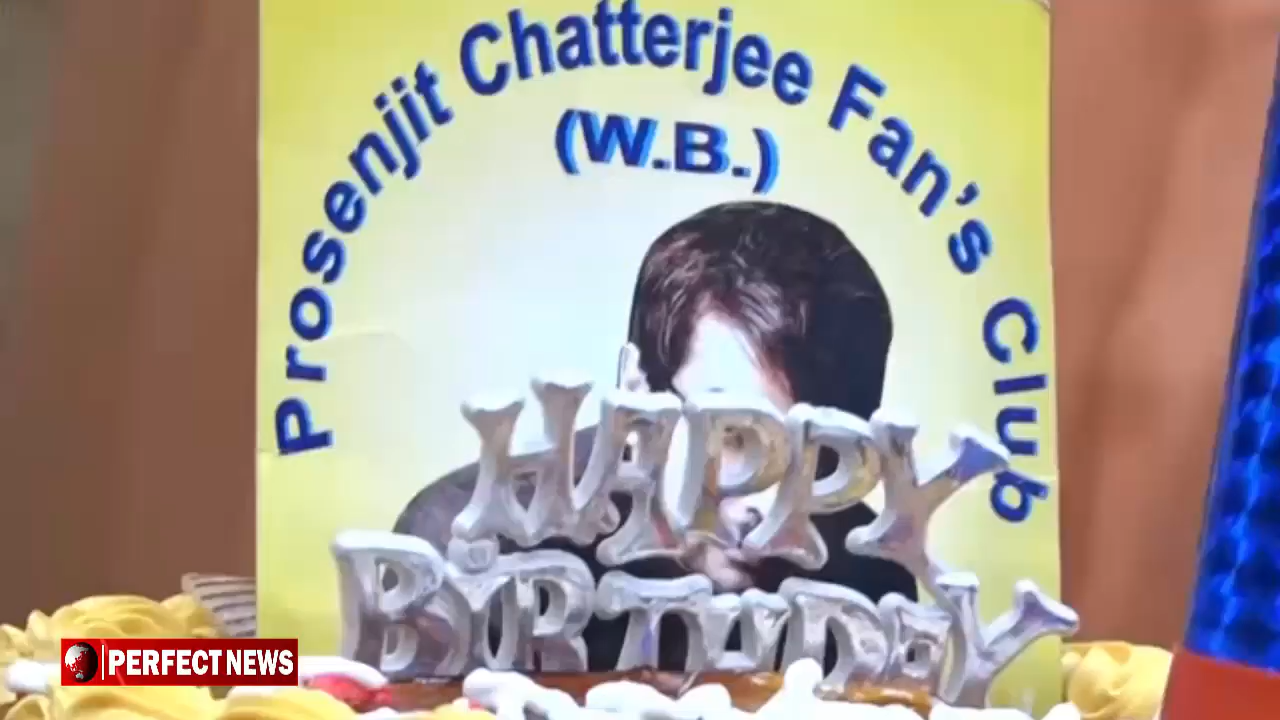 Prosenjit Chatterjee Fan's Club
(W.B.)
HAPPY
BIRTHDAY
PERFECT NEWS